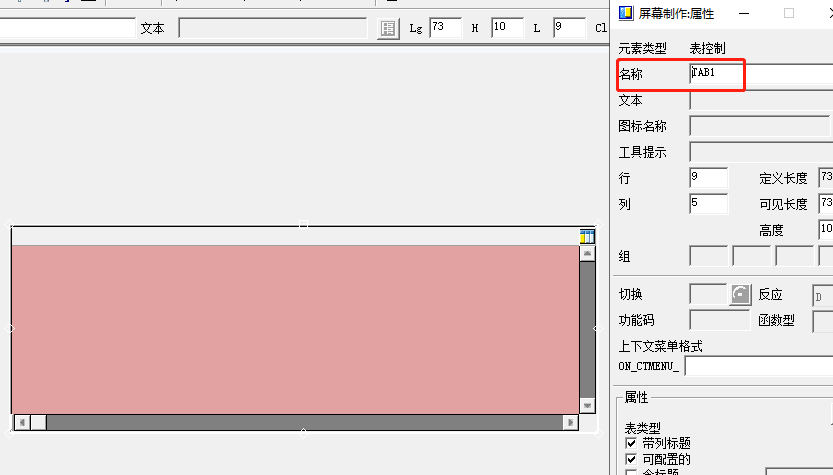 文本 Lg 73 H 10 L 9 Cl
屏幕制作:属性
元素类型 表控制
名称 TAB1
文本
图标名称
工具提示
行 9 定义长度 73
列 5 可见长度 73
高度 10
组
切换 反应 D
功能码 函数型
上下文菜单格式
ON_CTMENU_
属性
表类型
带列标题
可配置的